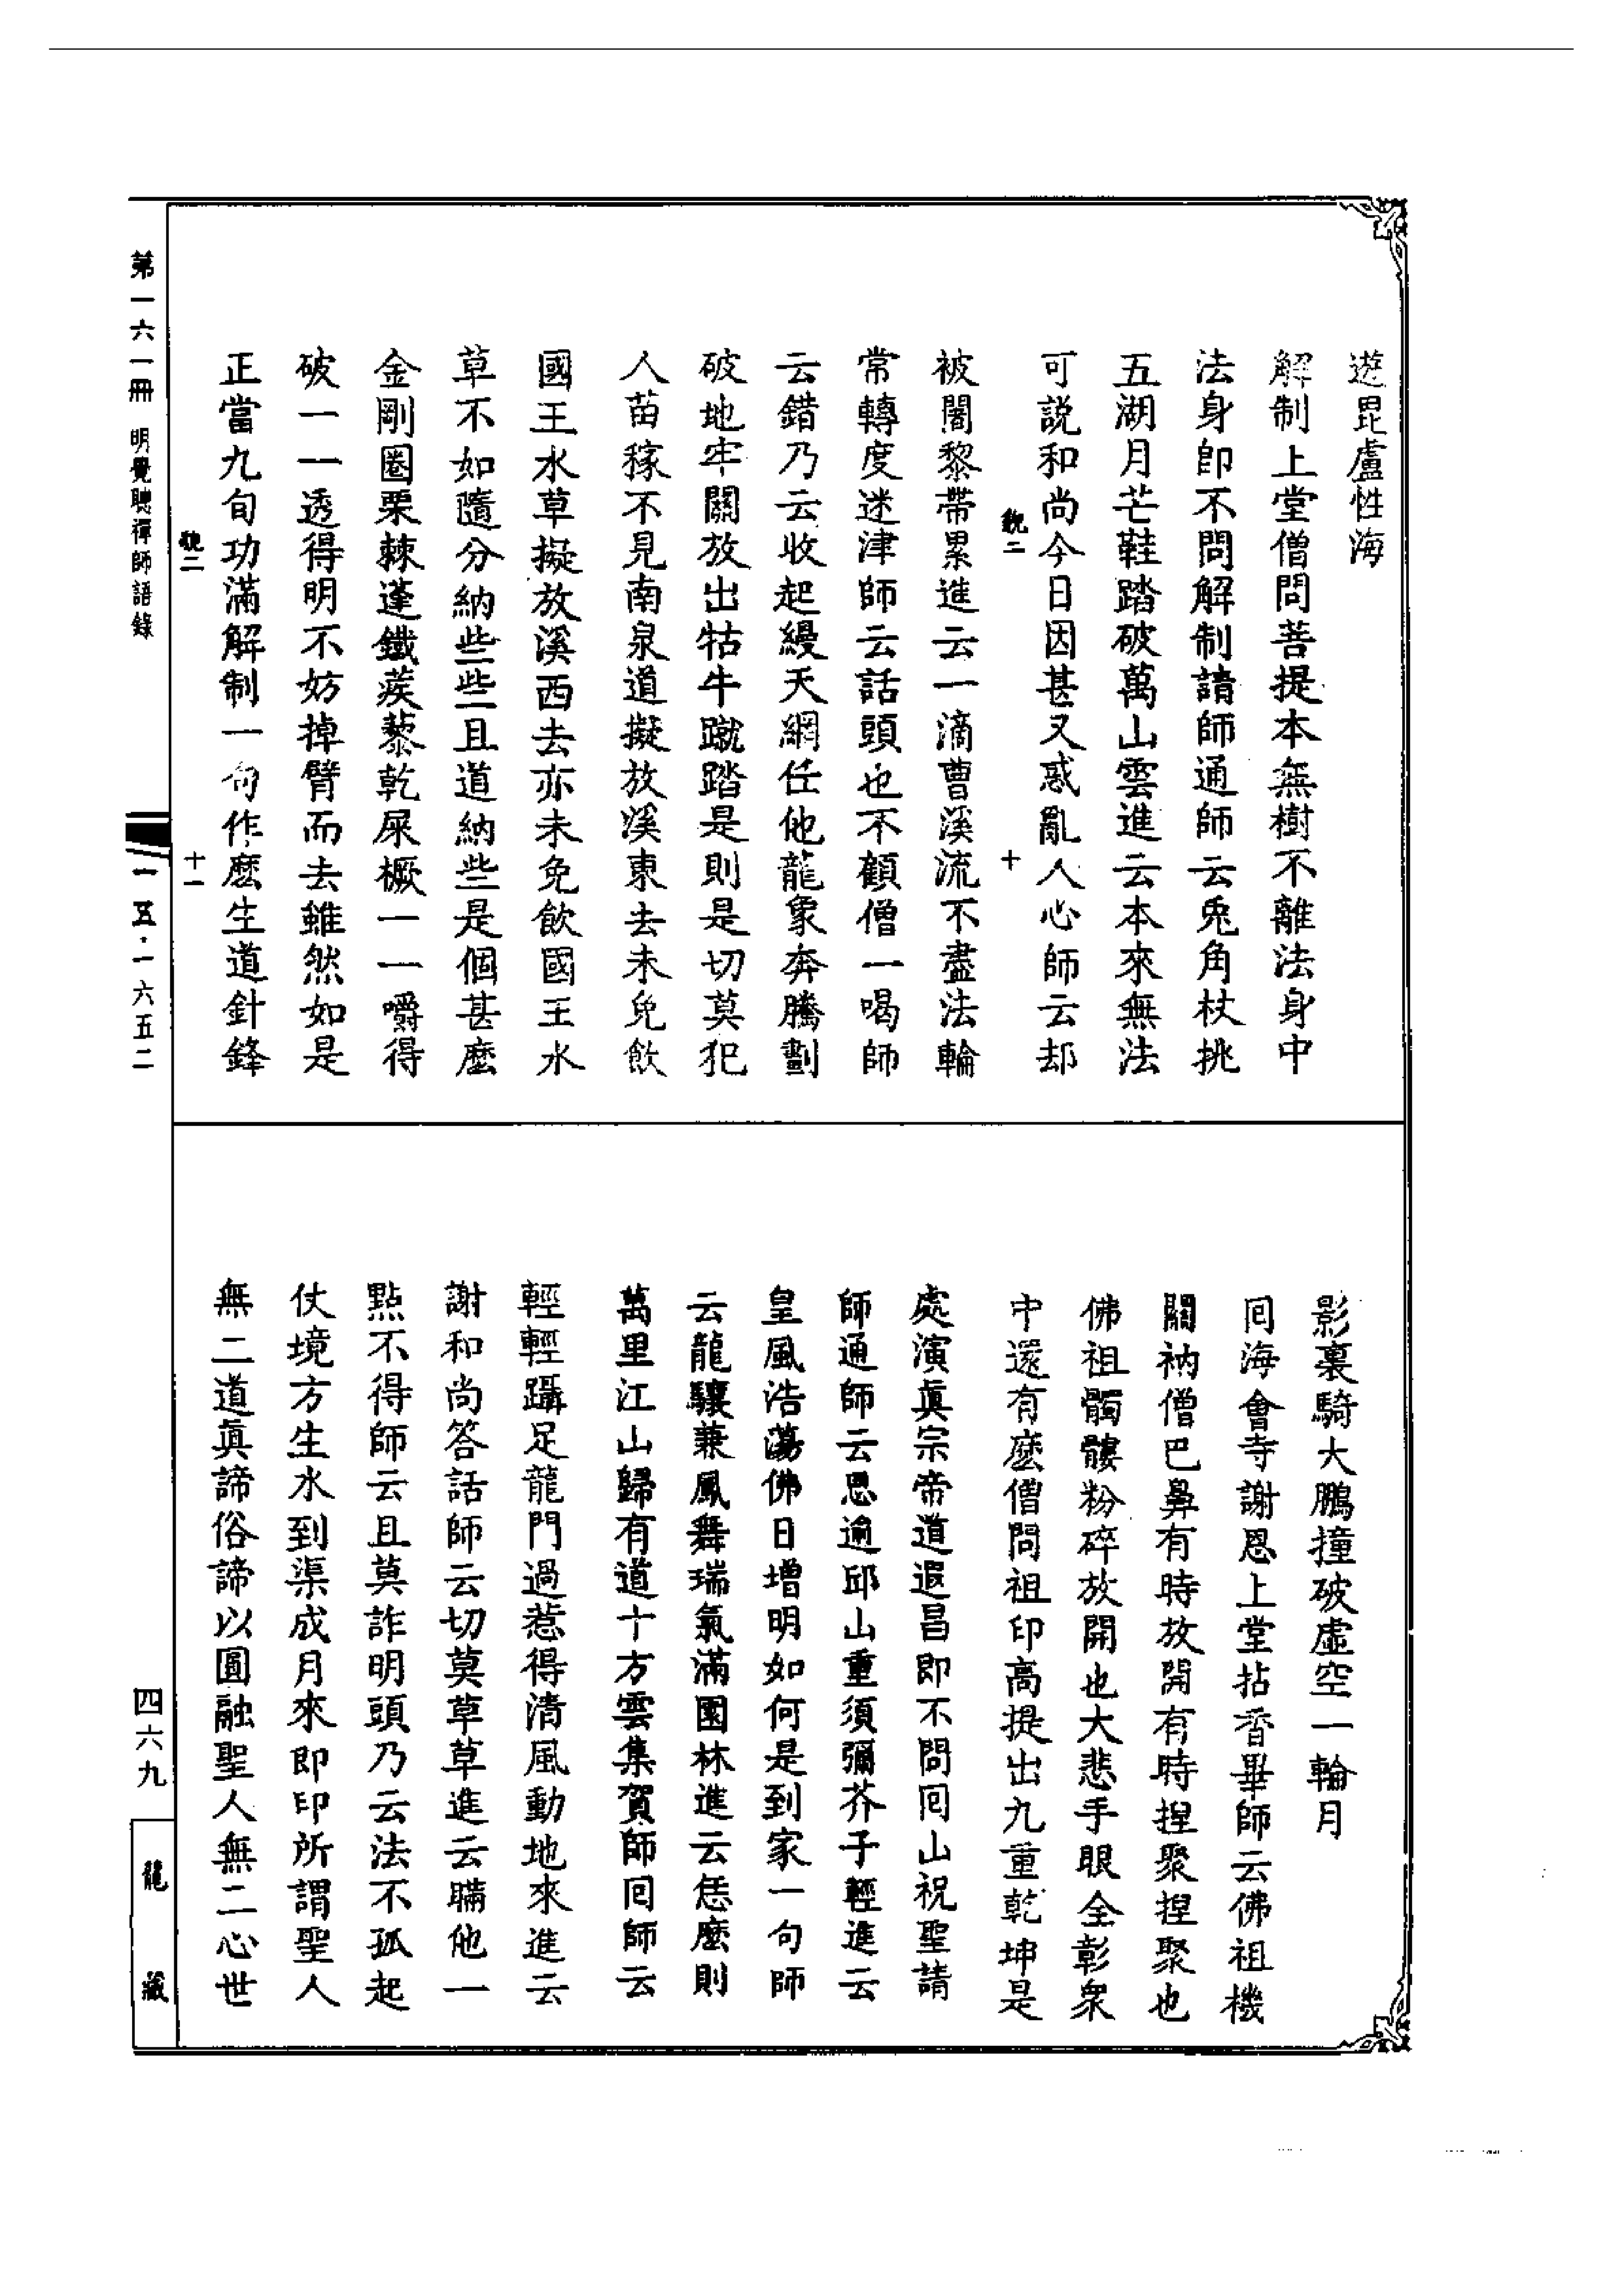 遊毘盧性海
解制上堂僧問菩提本無樹不離法身中
法身即不問解制請師通師云兎角杖挑
五湖月芒鞋踏破萬山雲進云本來無法
可說和尚今日因甚又惑亂人心師云却
被闍黎帶累進云一滴曹溪流不盡法輪
常轉度迷津師云話頭也不顧僧一喝師
云錯乃云收起縵天網任他龍象奔騰劃
破地牢關放出牯牛蹴踏是則是切莫犯
人苗稼不見南泉道擬放溪東去未免飲
國王水草擬放溪西去亦未免飲國王水
草不如隨分納些些且道納些是個甚麼
金剛圈栗棘蓬鐵蒺藜乾屎橛一一嚼得
破一一透得明不妨掉臂而去雖然如是
正當九旬功滿解制一句作麽生道針鋒
影裏騎大鵬撞破虛空一輪月
囘海會寺謝恩上堂拈香畢師云佛祖機
關衲僧巴鼻有時放開有時揑聚揑聚也
佛祖髑髏粉碎放開也大悲手眼全彰衆
中還有麽僧問祖印高提出九重乾坤是
處演眞宗帝道遐昌即不問囘山祝聖請
師通師云恩逾邱山重須彌芥子輕進云
皇風浩蕩佛日增明如何是到家一句師
云龍驤兼鳳舞瑞氣滿園林進云恁麽則
萬里江山歸有道十方雲集賀師囘師云
輕輕躡足龍門過惹得清風動地來進云
謝和尚答話師云切莫草草進云瞞他一
點不得師云且莫詐明頭乃云法不孤起
仗境方生水到渠成月來即印所謂聖人
無二道眞諦俗諦以圓融聖人無二心世
第一六一冊 明覺聰禪師語錄
一五·一六五二
四六九
龍藏
十
十一